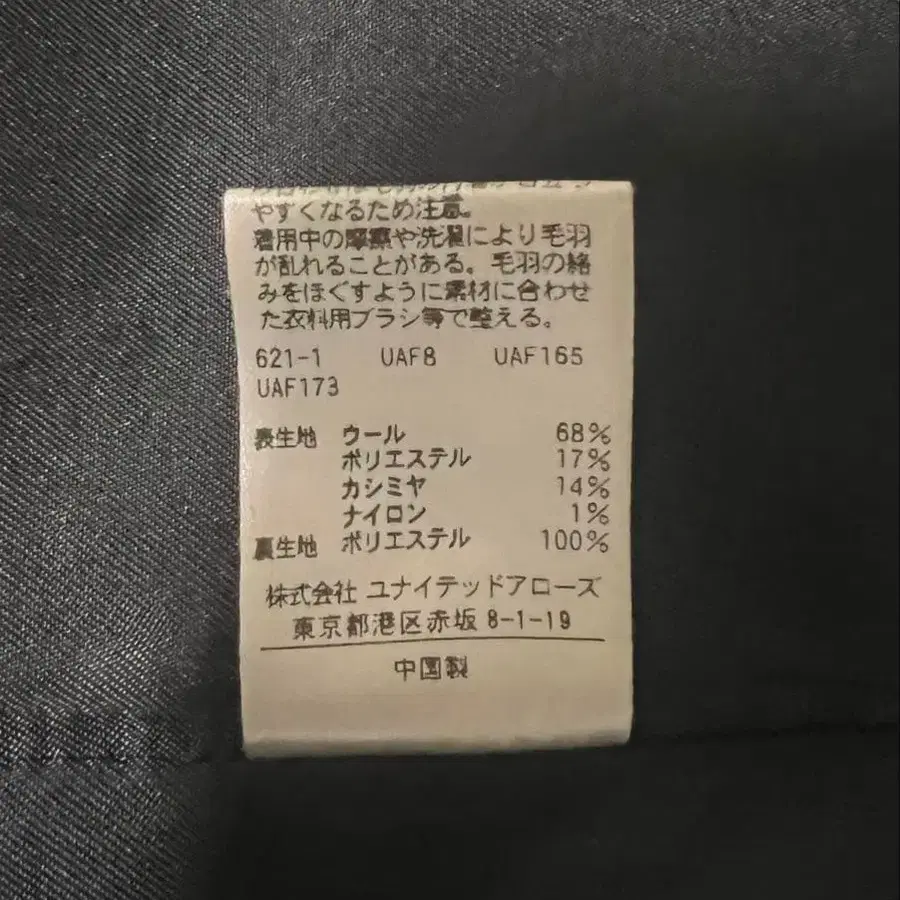 やすくなるため注意。
着用中の摩擦や洗濯により毛羽
が乱れることがある。毛羽の絡
みをほぐすように素材に合わせ
た衣料用ブラシ等で整える。
621-1 UAF8 UAF165
UAF173
表生地 ウール 68%
ポリエステル 17%
カシミヤ 14%
ナイロン 1%
裏生地 ポリエステル 100%
株式会社 ユナイテッドアローズ
東京都港区赤坂 8-1-19
中国製